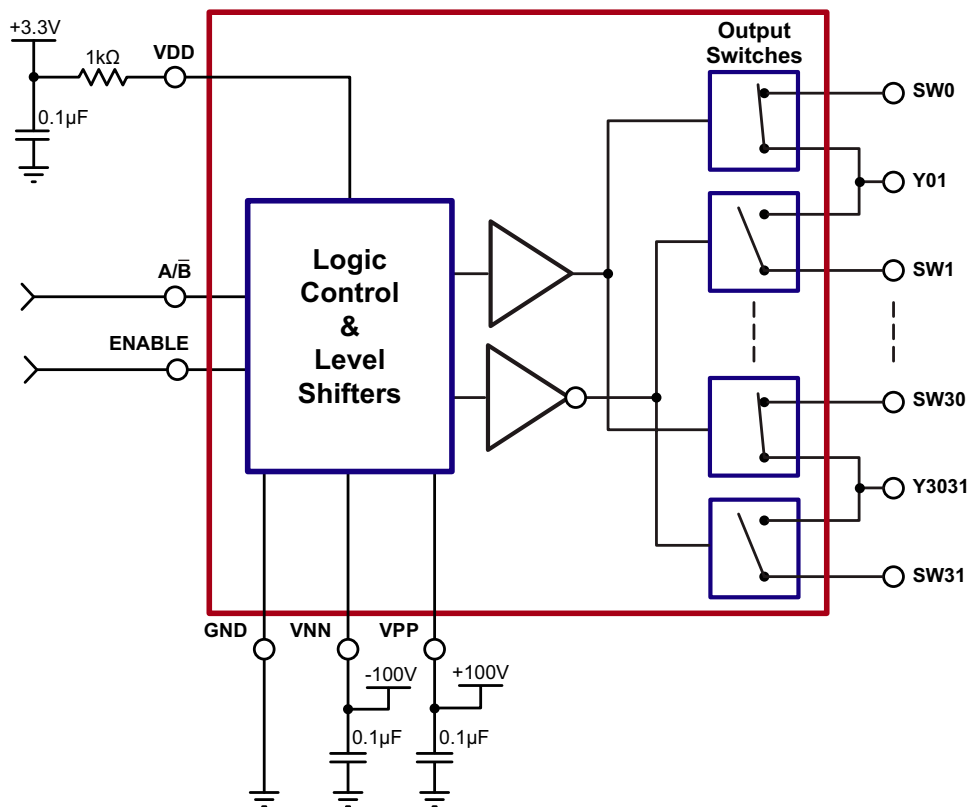 +3.3V
1kΩ
VDD
0.1µF
Output
Switches
SW0
Y01
SW1
A/B̅
ENABLE
Logic
Control
&
Level
Shifters
SW30
Y3031
SW31
GND
VNN
VPP
-100V
+100V
0.1µF
0.1µF